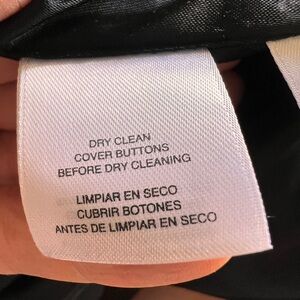 DRY CLEAN
COVER BUTTONS
BEFORE DRY CLEANING
LIMPIAR EN SECO
CUBRIR BOTONES
ANTES DE LIMPIAR EN SECO